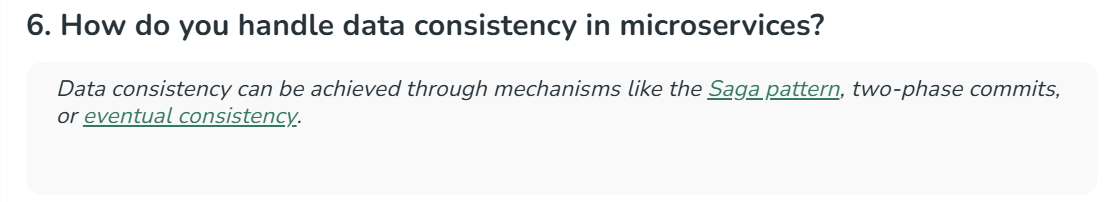 6. How do you handle data consistency in microservices?
Data consistency can be achieved through mechanisms like the Saga pattern, two-phase commits,
or eventual consistency.